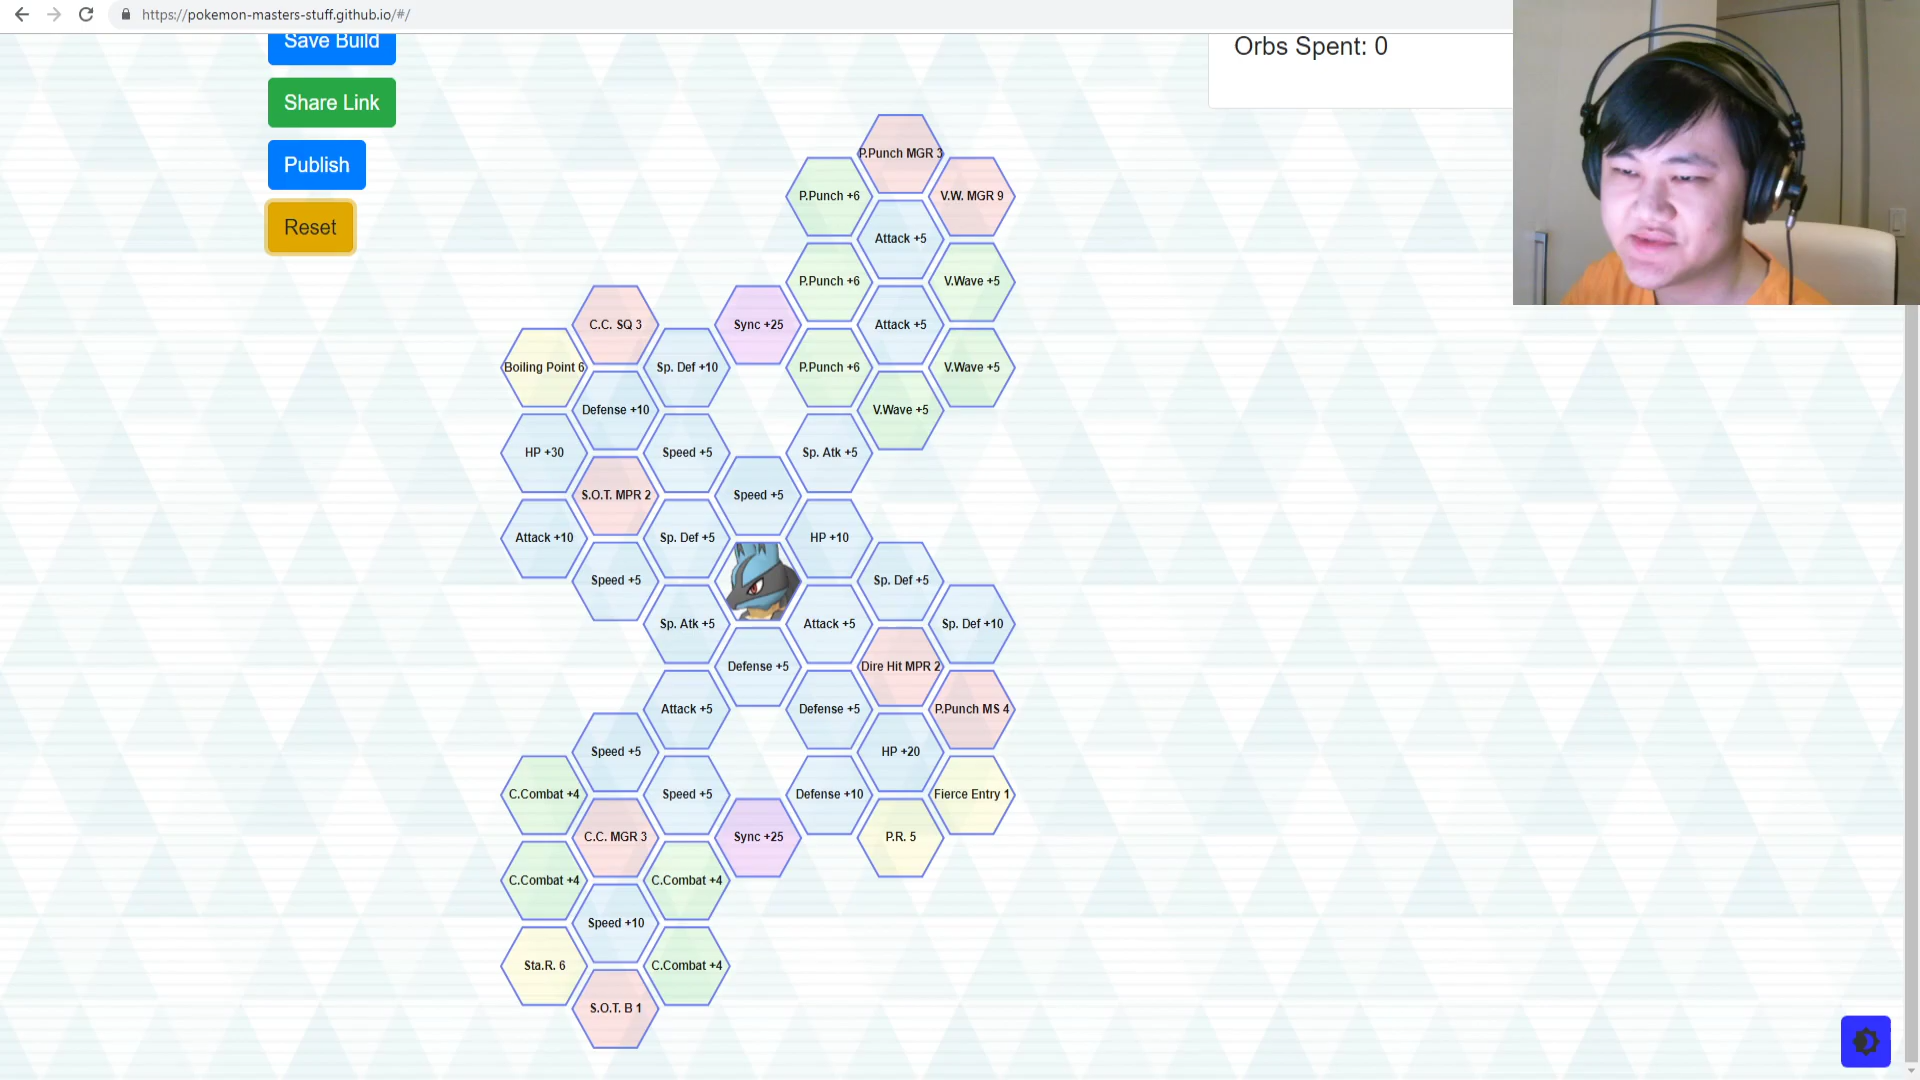 https://pokemon-masters-stuff.github.io/#/
Save Build
Orbs Spent: 0
Share Link
Publish
Reset
P.Punch MGR 3
P.Punch +6
V.W. MGR 9
Attack +5
P.Punch +6
V.Wave +5
C.C. SQ 3
Sync +25
Attack +5
Boiling Point 6
Sp. Def +10
P.Punch +6
V.Wave +5
Defense +10
V.Wave +5
HP +30
Speed +5
Sp. Atk +5
S.O.T. MPR 2
Speed +5
Attack +10
Sp. Def +5
HP +10
Speed +5
Sp. Def +5
Sp. Atk +5
Attack +5
Sp. Def +10
Defense +5
Dire Hit MPR 2
Attack +5
Defense +5
P.Punch MS 4
Speed +5
HP +20
C.Combat +4
Speed +5
Defense +10
Fierce Entry 1
C.C. MGR 3
Sync +25
P.R. 5
C.Combat +4
C.Combat +4
Speed +10
Sta.R. 6
C.Combat +4
S.O.T. B 1